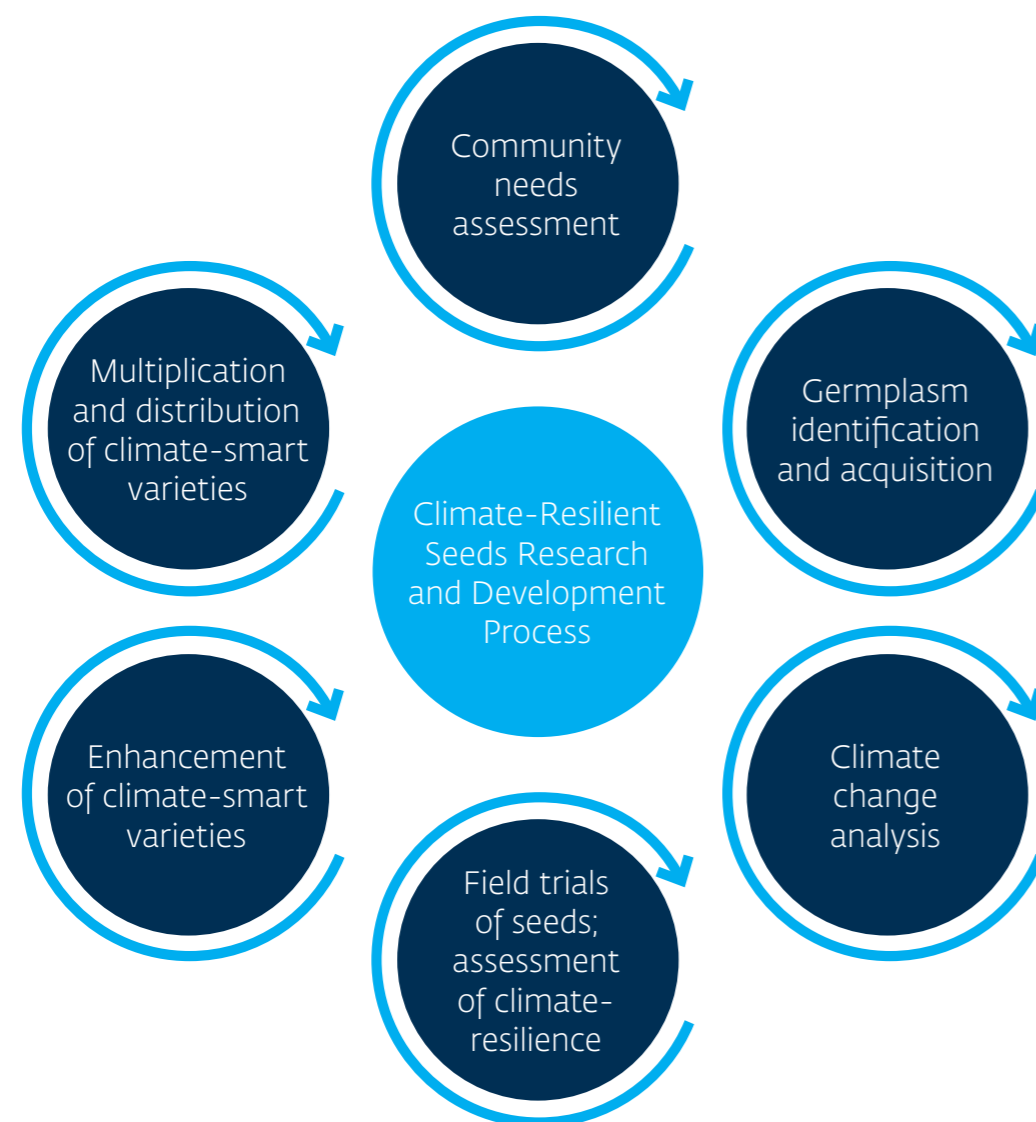 Community
needs
assessment
Multiplication
and distribution
of climate-smart
varieties
Germplasm
identification
and acquisition
Climate-Resilient
Seeds Research
and Development
Process
Enhancement
of climate-smart
varieties
Climate
change
analysis
Field trials
of seeds;
assessment
of climate-
resilience